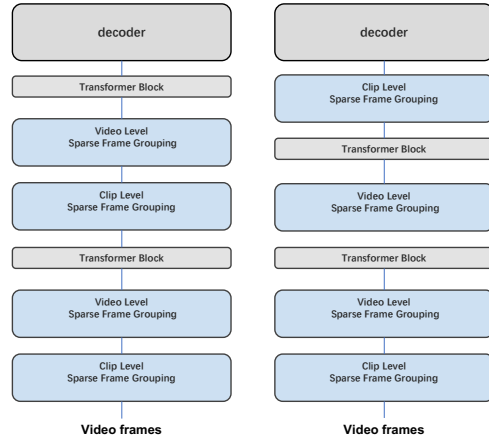 decoder
Transformer Block
Video Level
Sparse Frame Grouping
Clip Level
Sparse Frame Grouping
Transformer Block
Video Level
Sparse Frame Grouping
Clip Level
Sparse Frame Grouping
Video frames
decoder
Clip Level
Sparse Frame Grouping
Transformer Block
Video Level
Sparse Frame Grouping
Transformer Block
Video Level
Sparse Frame Grouping
Clip Level
Sparse Frame Grouping
Video frames